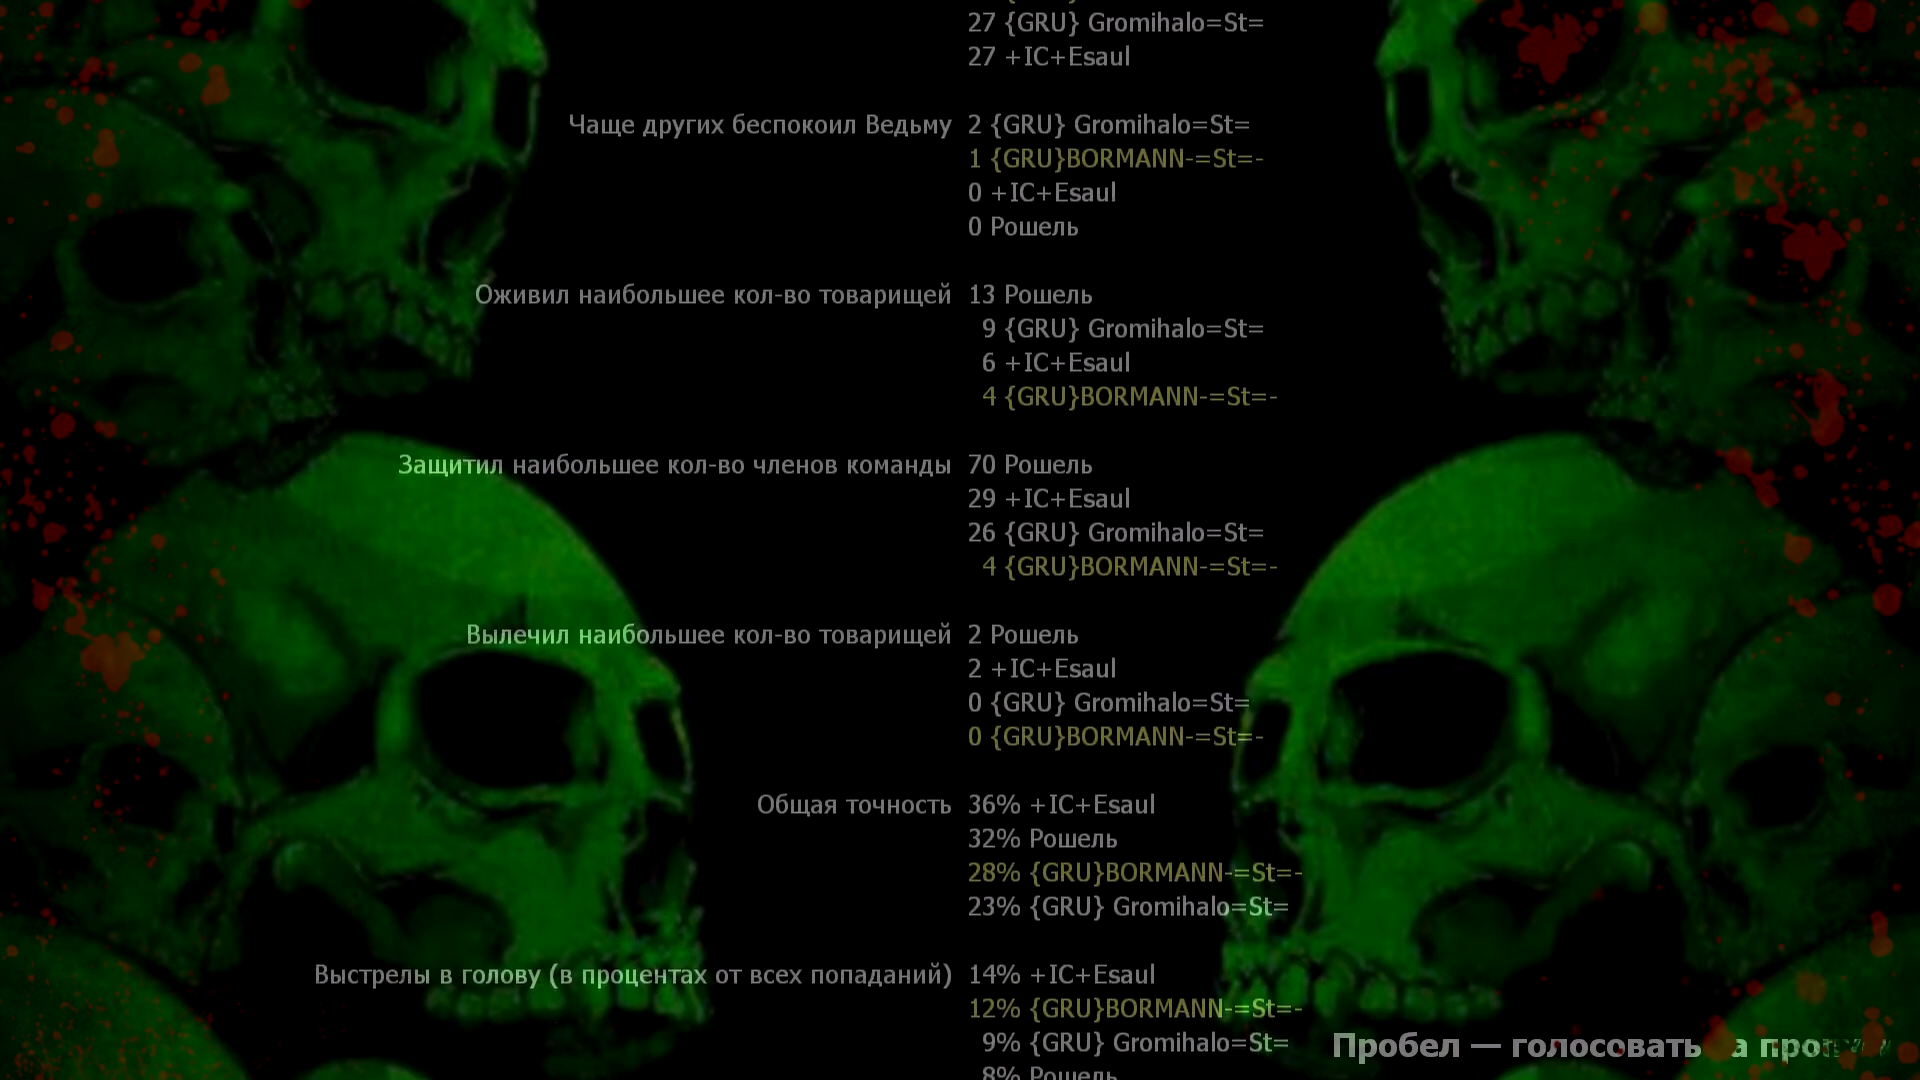 27 {GRU} Gromihalo=St=
27 +IC+Esaul
Чаще других беспокоил Ведьму 2 {GRU} Gromihalo=St=
1 {GRU}BORMANN-=St=-
0 +IC+Esaul
0 Рошель
Оживил наибольшее кол-во товарищей 13 Рошель
9 {GRU} Gromihalo=St=
6 +IC+Esaul
4 {GRU}BORMANN-=St=-
Защитил наибольшее кол-во членов команды 70 Рошель
29 +IC+Esaul
26 {GRU} Gromihalo=St=
4 {GRU}BORMANN-=St=-
Вылечил наибольшее кол-во товарищей 2 Рошель
2 +IC+Esaul
0 {GRU} Gromihalo=St=
0 {GRU}BORMANN-=St=-
Общая точность 36% +IC+Esaul
32% Рошель
28% {GRU}BORMANN-=St=-
23% {GRU} Gromihalo=St=
Выстрелы в голову (в процентах от всех попаданий) 14% +IC+Esaul
12% {GRU}BORMANN-=St=-
9% {GRU} Gromihalo=St=
8% Рошель
Пробел — голосовать